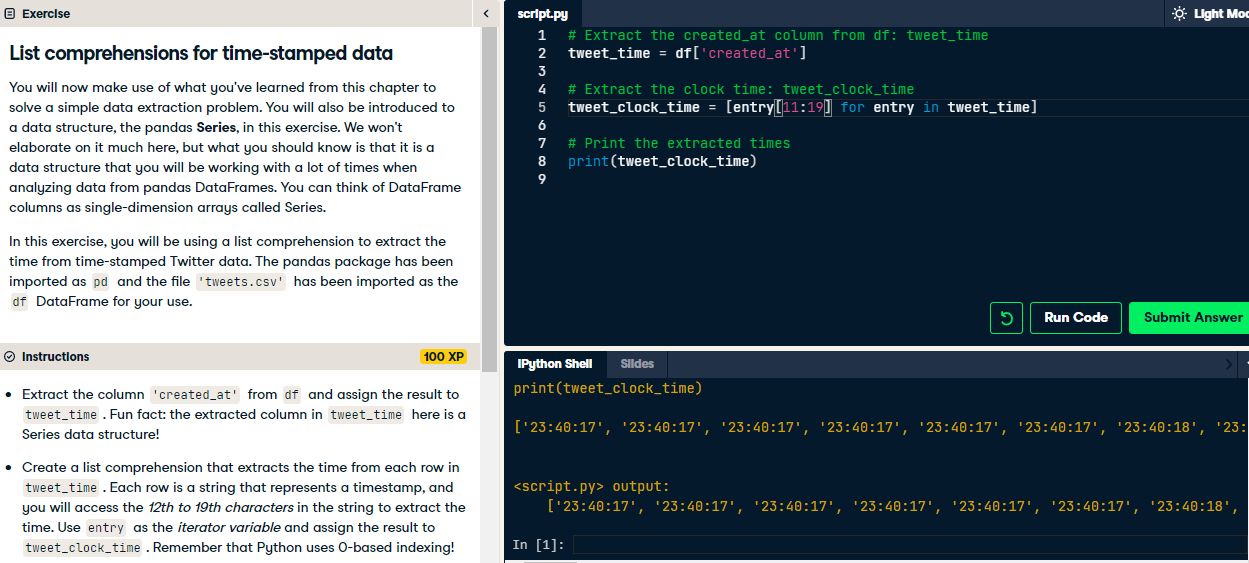 Exercise
List comprehensions for time-stamped data
You will now make use of what you've learned from this chapter to
solve a simple data extraction problem. You will also be introduced to
a data structure, the pandas Series, in this exercise. We won't
elaborate on it much here, but what you should know is that it is a
data structure that you will be working with a lot of times when
analyzing data from pandas DataFrames. You can think of DataFrame
columns as single-dimension arrays called Series.
In this exercise, you will be using a list comprehension to extract the
time from time-stamped Twitter data. The pandas package has been
imported as pd and the file 'tweets.csv' has been imported as the
df DataFrame for your use.
Instructions
100 XP
Extract the column 'created_at' from df and assign the result to
tweet_time . Fun fact: the extracted column in tweet_time here is a
Series data structure!
Create a list comprehension that extracts the time from each row in
tweet_time . Each row is a string that represents a timestamp, and
you will access the 12th to 19th characters in the string to extract the
time. Use entry as the iterator variable and assign the result to
tweet_clock_time . Remember that Python uses 0-based indexing!
script.py
Light Mod
1 # Extract the created_at column from df: tweet_time
2 tweet_time = df['created_at']
3
4 # Extract the clock time: tweet_clock_time
5 tweet_clock_time = [entry[11:19] for entry in tweet_time]
6
7 # Print the extracted times
8 print(tweet_clock_time)
9
Run Code
Submit Answer
IPython Shell
Slides
print(tweet_clock_time)
['23:40:17', '23:40:17', '23:40:17', '23:40:17', '23:40:17', '23:40:17', '23:40:18', '23:
<script.py> output:
['23:40:17', '23:40:17', '23:40:17', '23:40:17', '23:40:17', '23:40:17', '23:40:18',
In [1]: